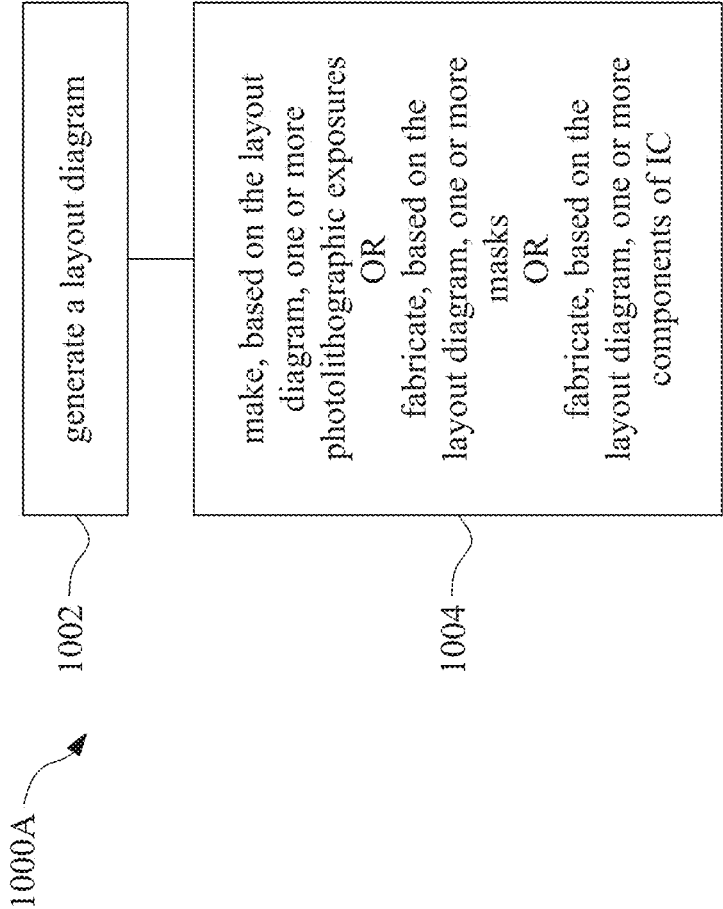 1000A
1002
generate a layout diagram
1004
make, based on the layout
diagram, one or more
photolithographic exposures
OR
fabricate, based on the
layout diagram, one or more
masks
OR
fabricate, based on the
layout diagram, one or more
components of IC